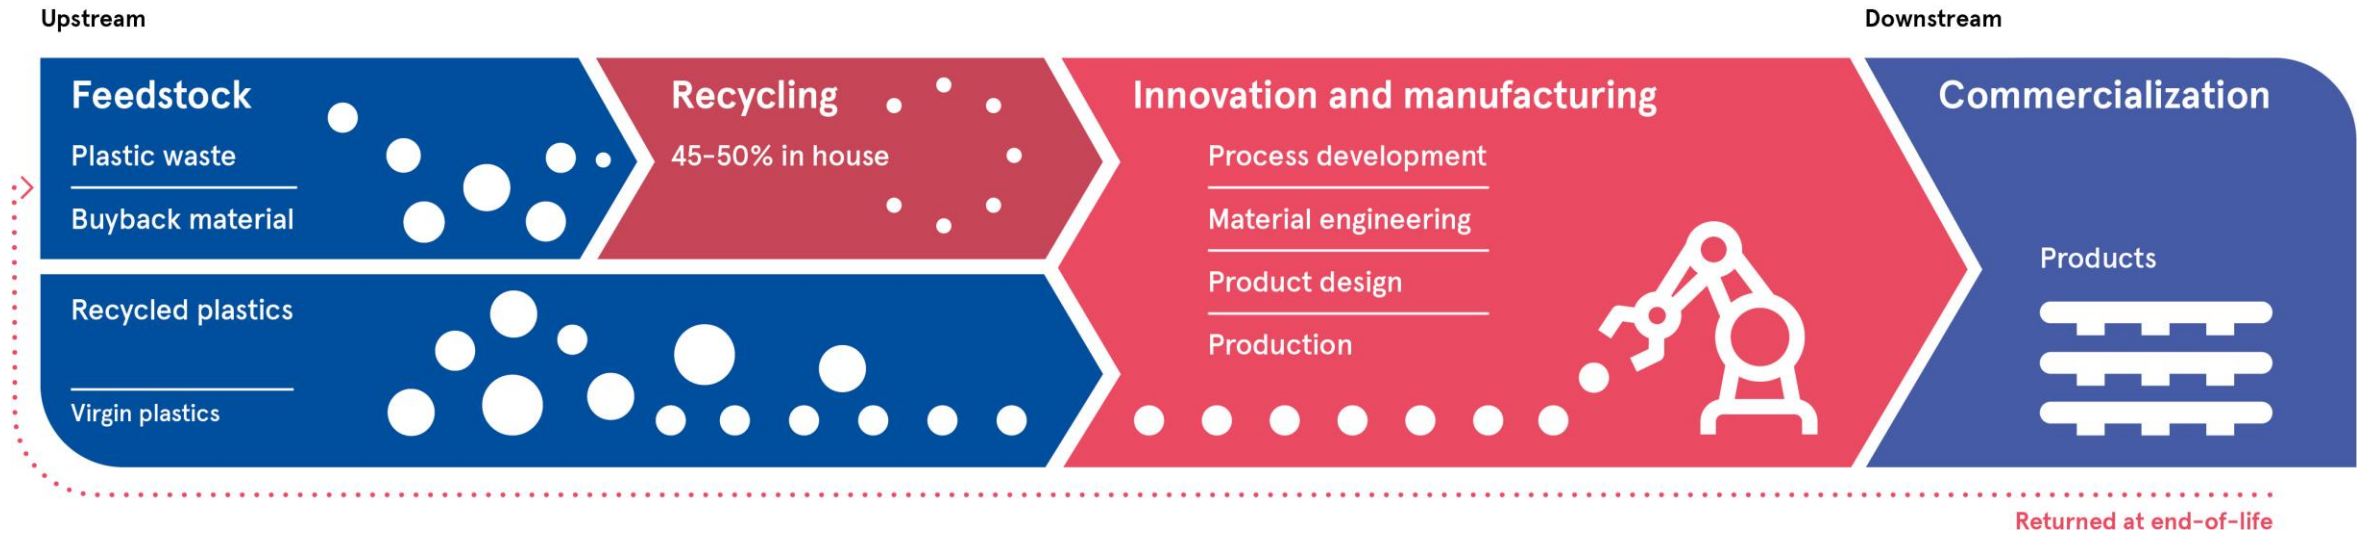 Upstream
Downstream
Feedstock
Plastic waste
Buyback material
Recycled plastics
Virgin plastics
Recycling
45-50% in house
Innovation and manufacturing
Process development
Material engineering
Product design
Production
Commercialization
Products
Returned at end-of-life